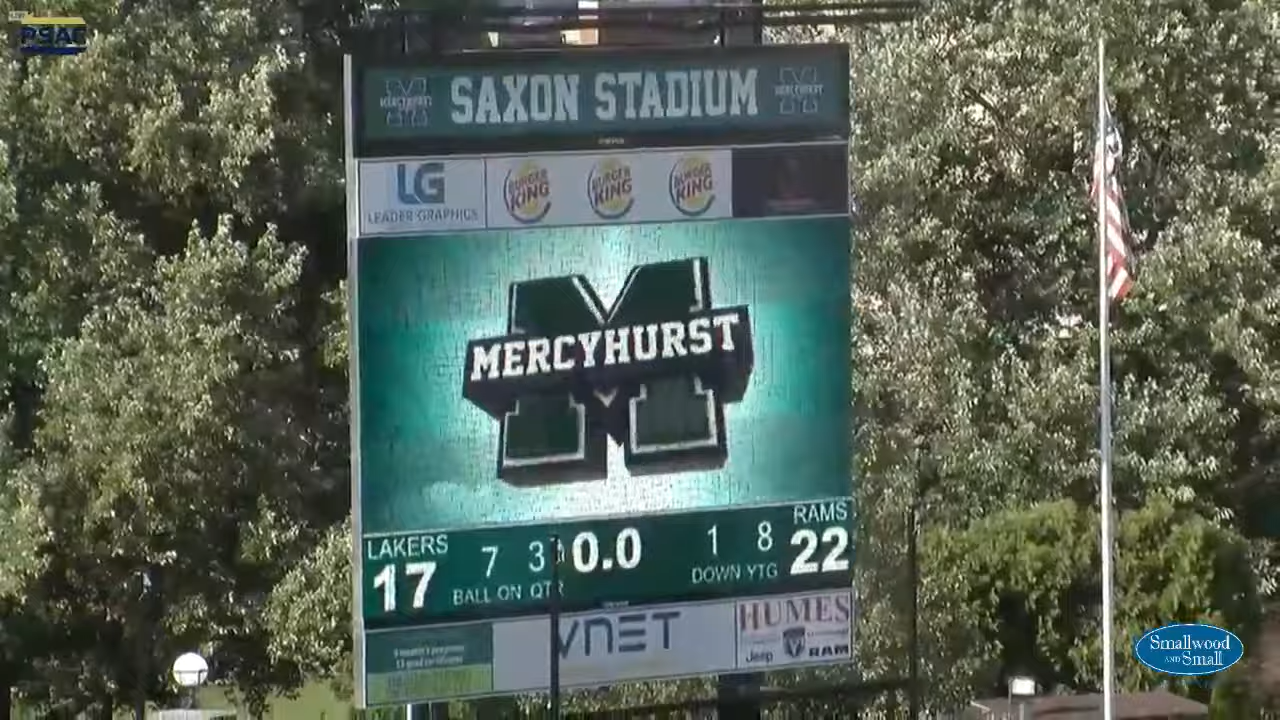 PSAC
SAXON STADIUM
MERCYHURST
MERCYHURST
LG
LEADER GRAPHICS
BURGER KING
BURGER KING
BURGER KING
MERCYHURST
LAKERS
17
7
BALL ON
3
QTR
0.0
1
DOWN
8
YTG
RAMS
22
VNET
HUMES
Jeep
RAM
Smallwood
AND Small